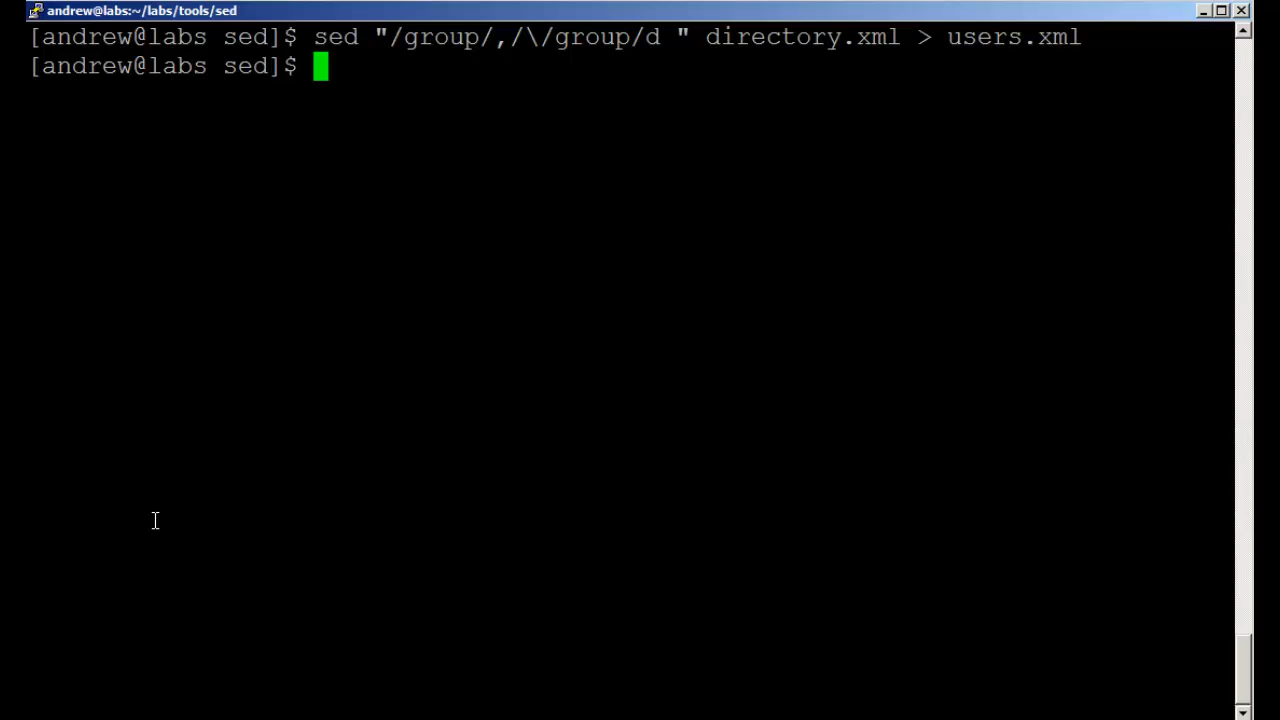 andrew@labs:~/labs/tools/sed
[andrew@labs sed]$ sed "/group/,/\/group/d " directory.xml > users.xml
[andrew@labs sed]$